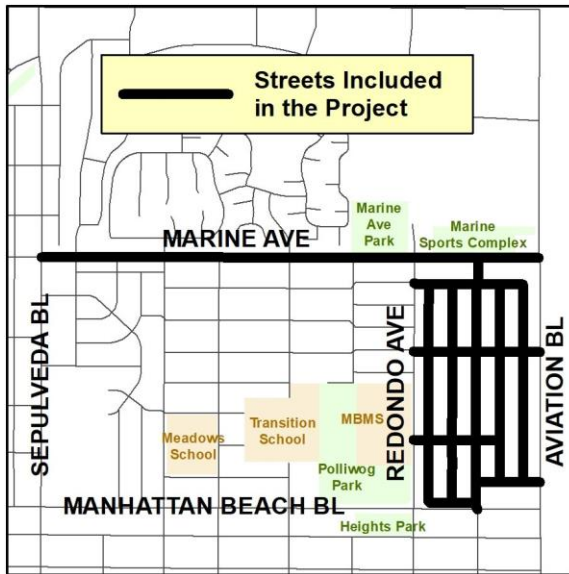 Streets Included
in the Project
Marine
Ave
Park
Marine
Sports Complex
MARINE AVE
SEPULVEDA BL
REDONDO AVE
AVIATION BL
Meadows
School
Transition
School
MBMS
Polliwog
Park
MANHATTAN BEACH BL
Heights Park